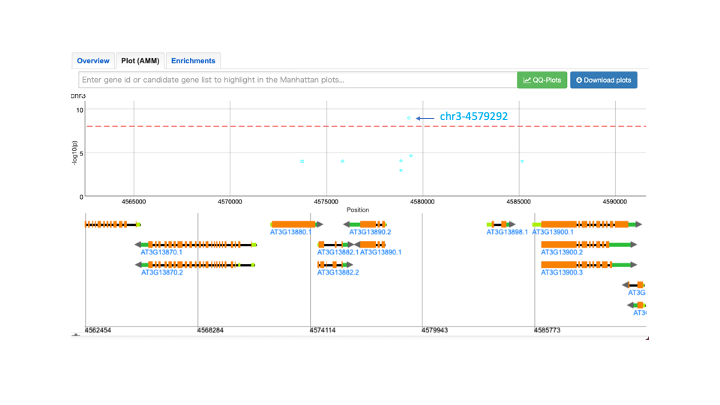 Overview Plot (AMM) Enrichments
Enter gene id or candidate gene list to highlight in the Manhattan plots... QQ-Plots Download plots
chr3
10
chr3-4579292
-log10(p)
5
0
4565000 4570000 4575000 4580000 4585000 4590000
Position
AT3G13880.1 AT3G13890.2 AT3G13898.1 AT3G13900.1
AT3G13870.1 AT3G13882.1 AT3G13890.1 AT3G13900.2
AT3G13870.2 AT3G13882.2 AT3G13900.3
AT3G
AT3
4562454 4568284 4574114 4579943 4585773